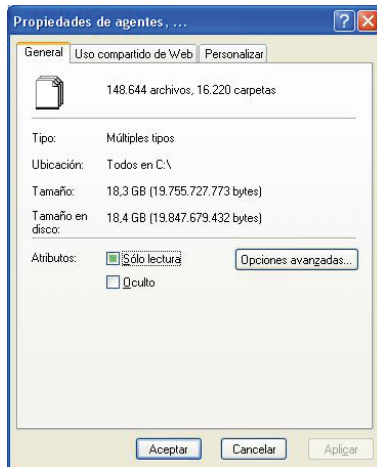 Propiedades de agentes, ...
General Uso compartido de Web Personalizar
148.644 archivos, 16.220 carpetas
Tipo: Múltiples tipos
Ubicación: Todos en C:\
Tamaño: 18,3 GB (19.755.727.773 bytes)
Tamaño en disco: 18,4 GB (19.847.679.432 bytes)
Atributos: Sólo lectura Opciones avanzadas...
Oculto
Aceptar Cancelar Aplicar